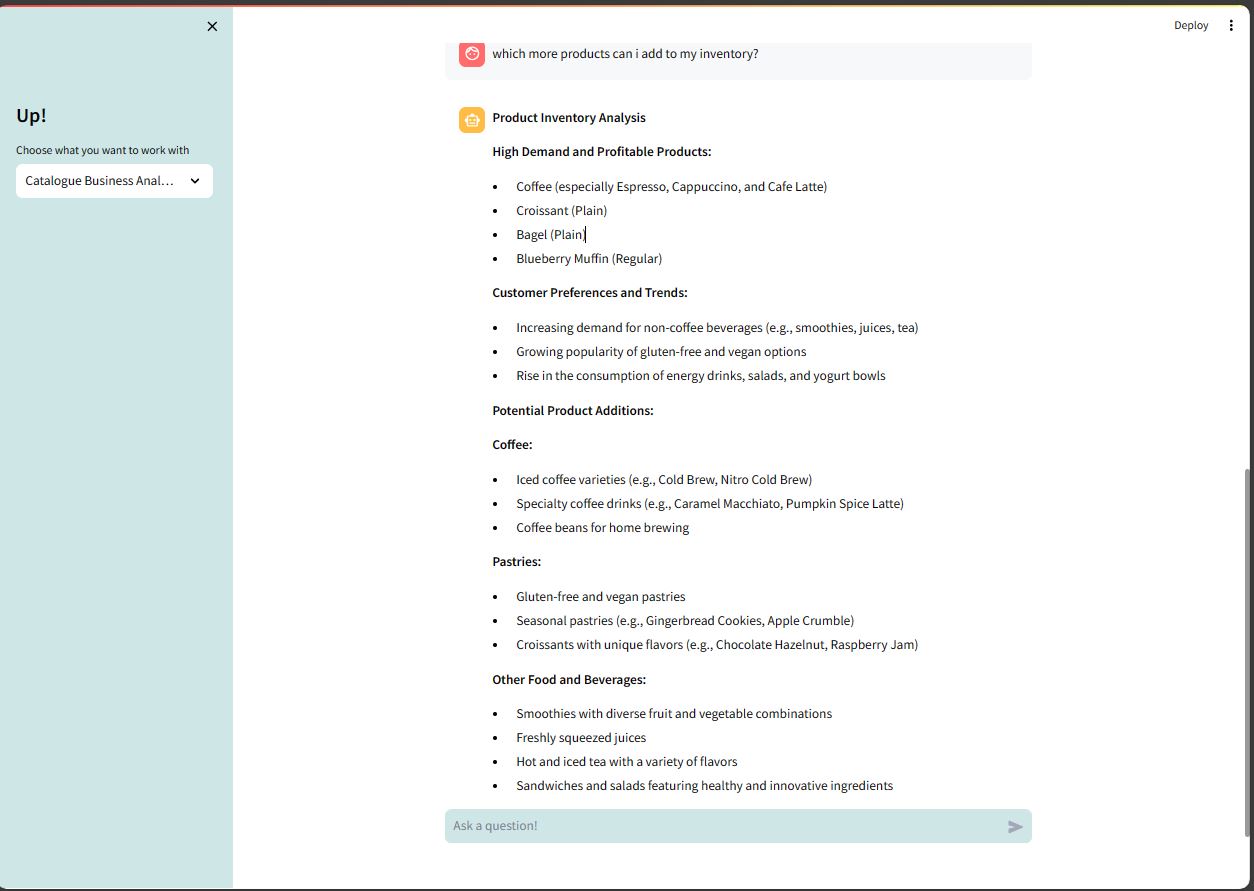 Deploy
Up!
Choose what you want to work with
Catalogue Business Anal...
which more products can i add to my inventory?
Product Inventory Analysis
High Demand and Profitable Products:
• Coffee (especially Espresso, Cappuccino, and Cafe Latte)
• Croissant (Plain)
• Bagel (Plain)
• Blueberry Muffin (Regular)
Customer Preferences and Trends:
• Increasing demand for non-coffee beverages (e.g., smoothies, juices, tea)
• Growing popularity of gluten-free and vegan options
• Rise in the consumption of energy drinks, salads, and yogurt bowls
Potential Product Additions:
Coffee:
• Iced coffee varieties (e.g., Cold Brew, Nitro Cold Brew)
• Specialty coffee drinks (e.g., Caramel Macchiato, Pumpkin Spice Latte)
• Coffee beans for home brewing
Pastries:
• Gluten-free and vegan pastries
• Seasonal pastries (e.g., Gingerbread Cookies, Apple Crumble)
• Croissants with unique flavors (e.g., Chocolate Hazelnut, Raspberry Jam)
Other Food and Beverages:
• Smoothies with diverse fruit and vegetable combinations
• Freshly squeezed juices
• Hot and iced tea with a variety of flavors
• Sandwiches and salads featuring healthy and innovative ingredients
Ask a question!